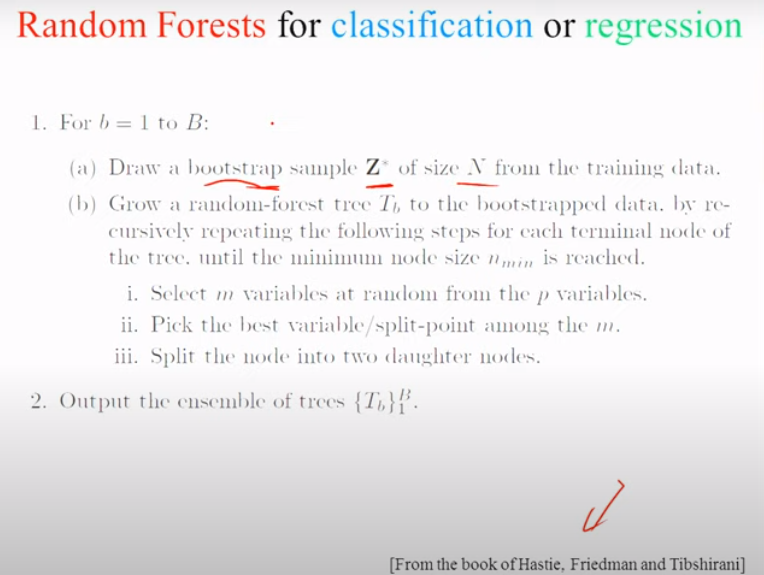 Random Forests for classification or regression
1. For b = 1 to B:
(a) Draw a bootstrap sample Z* of size N from the training data.
(b) Grow a random-forest tree T_b to the bootstrapped data, by re-
cursively repeating the following steps for each terminal node of
the tree, until the minimum node size n_min is reached.
i. Select m variables at random from the p variables.
ii. Pick the best variable/split-point among the m.
iii. Split the node into two daughter nodes.
2. Output the ensemble of trees {T_b}_1^B.
[From the book of Hastie, Friedman and Tibshirani]